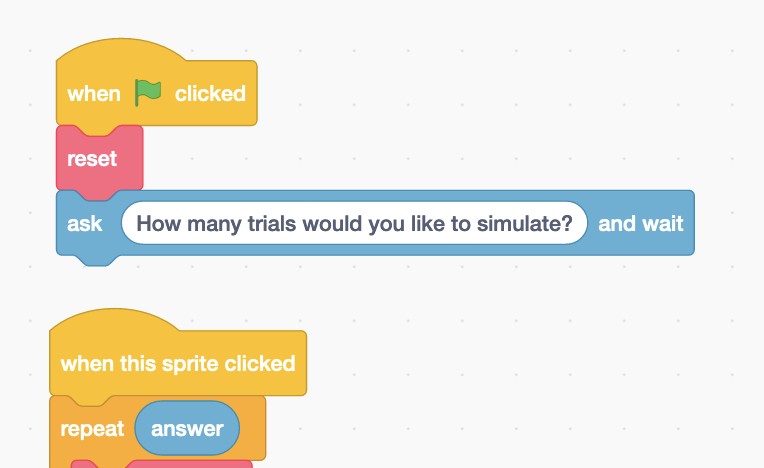 when clicked
reset
ask How many trials would you like to simulate? and wait
when this sprite clicked
repeat answer